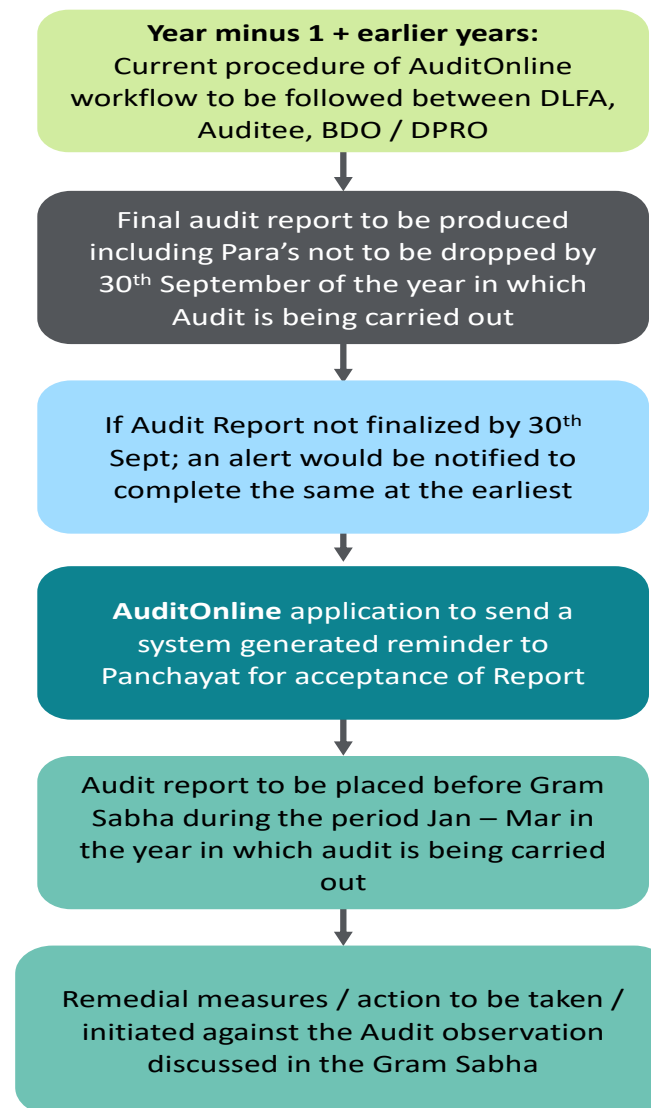 Year minus 1 + earlier years:
Current procedure of AuditOnline
workflow to be followed between DLFA,
Auditee, BDO / DPRO
Final audit report to be produced
including Para's not to be dropped by
30th September of the year in which
Audit is being carried out
If Audit Report not finalized by 30th
Sept; an alert would be notified to
complete the same at the earliest
AuditOnline application to send a
system generated reminder to
Panchayat for acceptance of Report
Audit report to be placed before Gram
Sabha during the period Jan – Mar in
the year in which audit is being carried
out
Remedial measures / action to be taken /
initiated against the Audit observation
discussed in the Gram Sabha